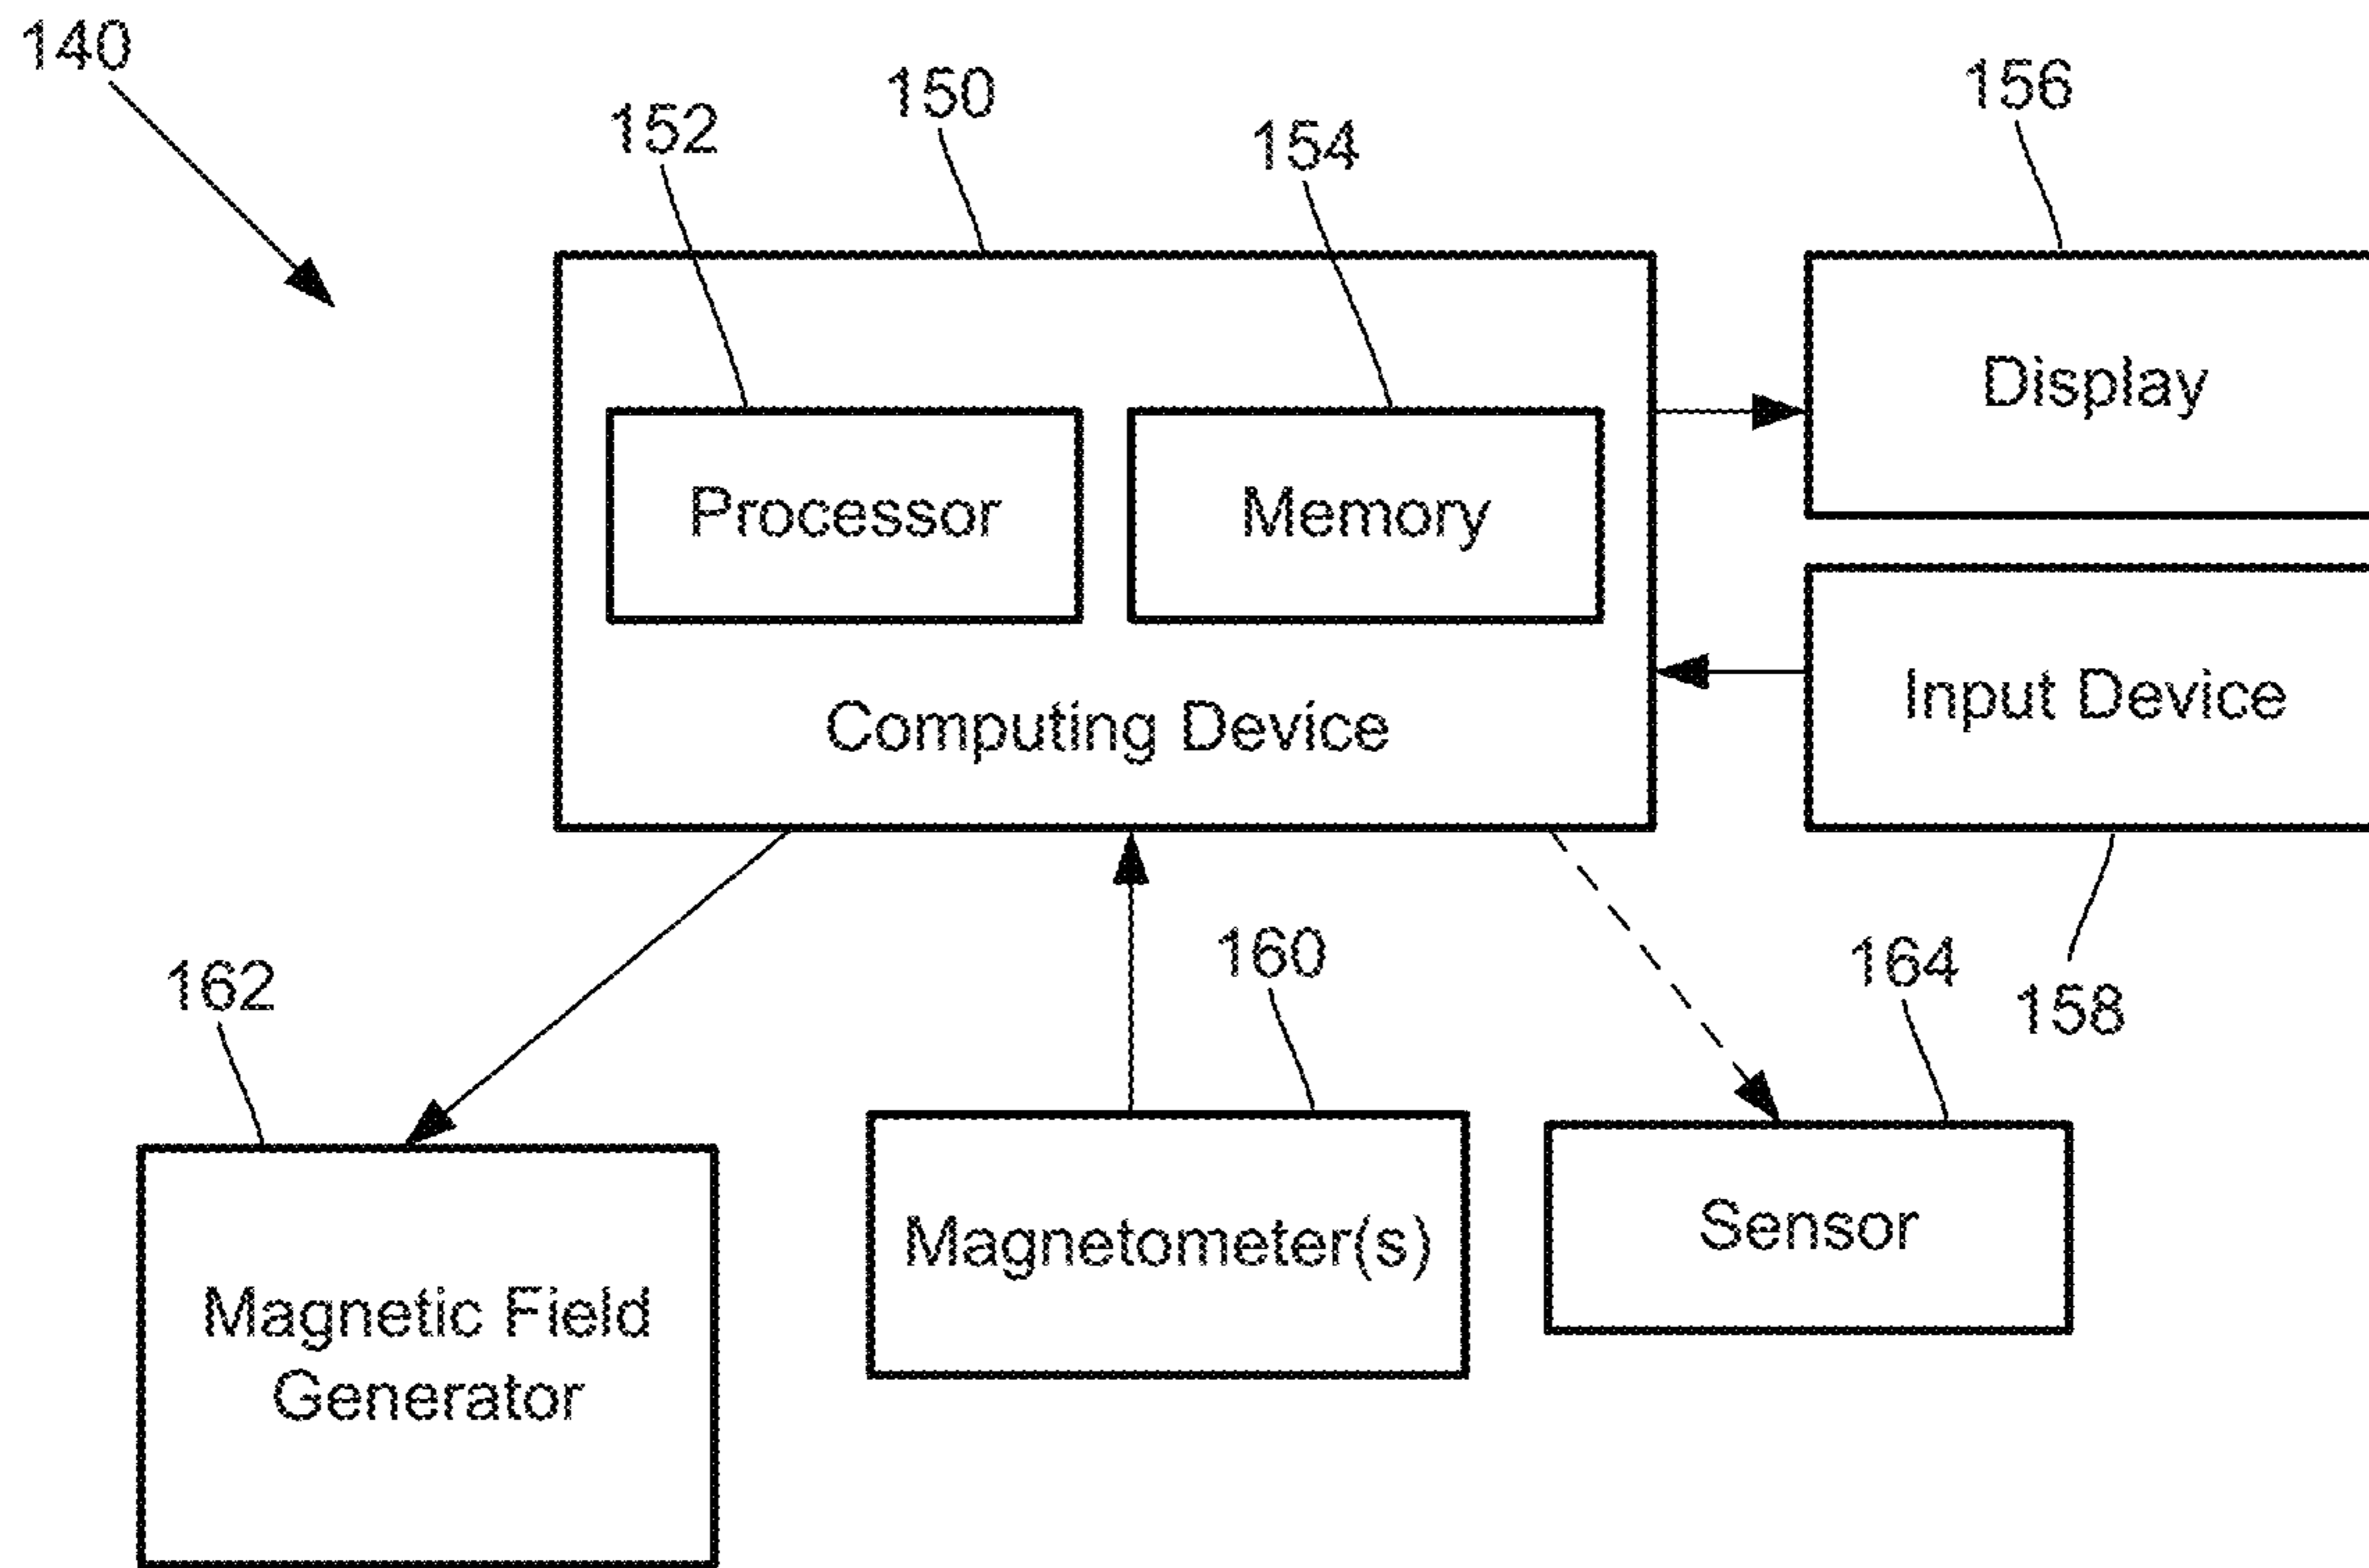 140
150
156
152
154
Display
Processor
Memory
Input Device
Computing Device
160
164
162
158
Magnetometer(s)
Sensor
Magnetic Field
Generator